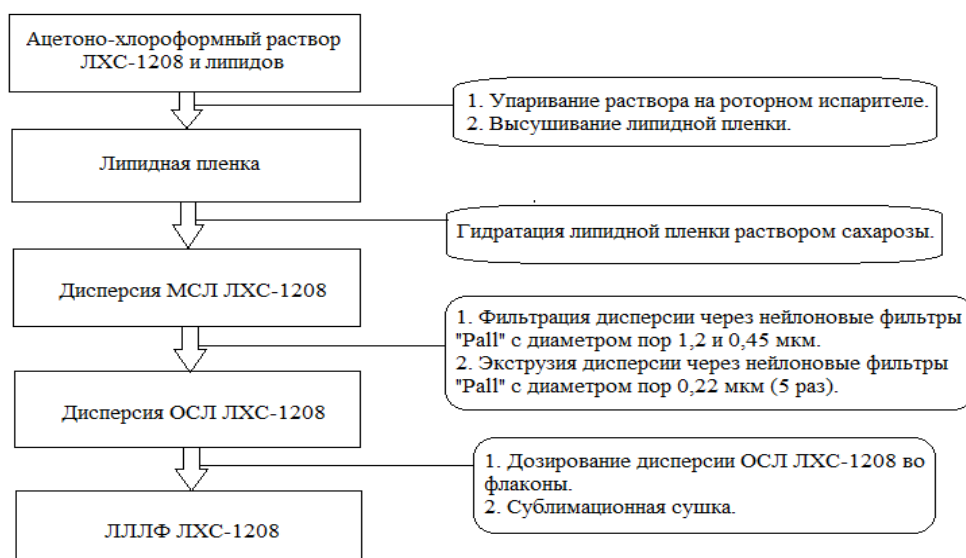 Ацетоно-хлороформный раствор
ЛХС-1208 и липидов
1. Упаривание раствора на роторном испарителе.
2. Высушивание липидной пленки.
Липидная пленка
Гидратация липидной пленки раствором сахарозы.
Дисперсия МСЛ ЛХС-1208
1. Фильтрация дисперсии через нейлоновые фильтры
"Pall" с диаметром пор 1,2 и 0,45 мкм.
2. Экструзия дисперсии через нейлоновые фильтры
"Pall" с диаметром пор 0,22 мкм (5 раз).
Дисперсия ОСЛ ЛХС-1208
1. Дозирование дисперсии ОСЛ ЛХС-1208 во
флаконы.
2. Сублимационная сушка.
ЛЛЛФ ЛХС-1208